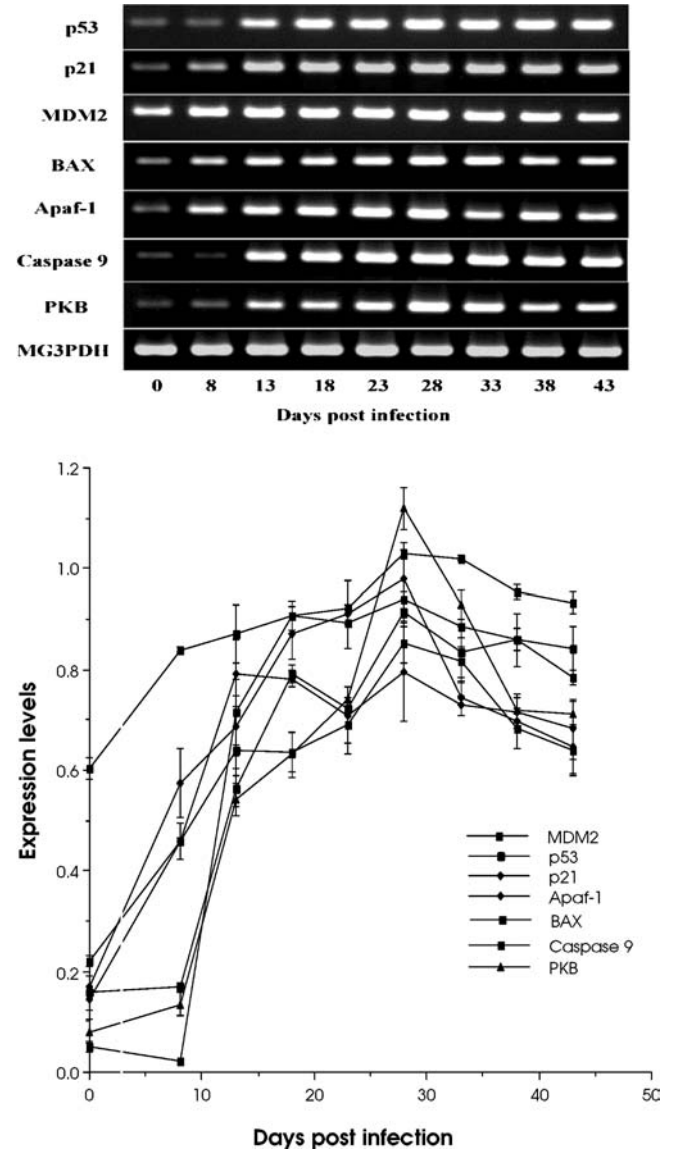 p53
p21
MDM2
BAX
Apaf-1
Caspase 9
PKB
MG3PDH
0 8 13 18 23 28 33 38 43
Days post infection
1.2
1.0
0.8
0.6
0.4
0.2
0.0
Expression levels
MDM2
p53
p21
Apaf-1
BAX
Caspase 9
PKB
0 10 20 30 40 50
Days post infection